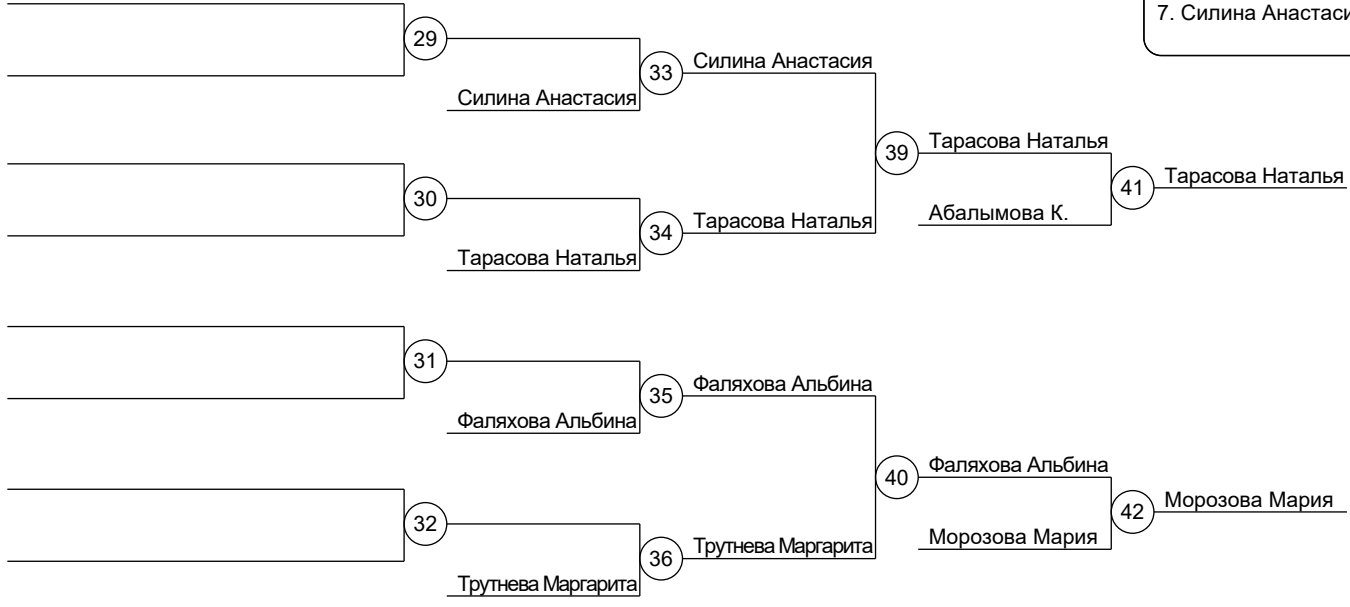 7. Силина Анастаси
29
33
Силина Анастасия
Силина Анастасия
39
Тарасова Наталья
41
Тарасова Наталья
30
34
Тарасова Наталья
Абалымова К.
Тарасова Наталья
31
35
Фаляхова Альбина
Фаляхова Альбина
40
Фаляхова Альбина
42
Морозова Мария
32
36
Трутнева Маргарита
Морозова Мария
Трутнева Маргарита